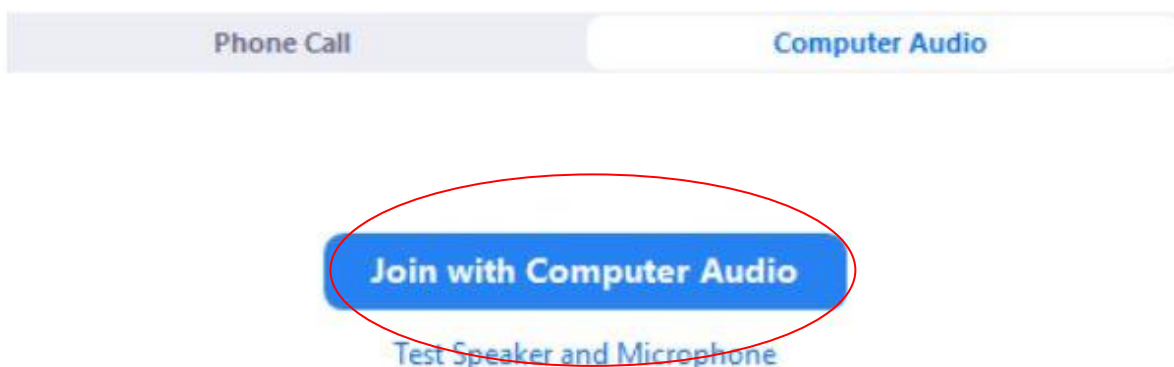 Phone Call
Computer Audio
Join with Computer Audio
Test Speaker and Microphone